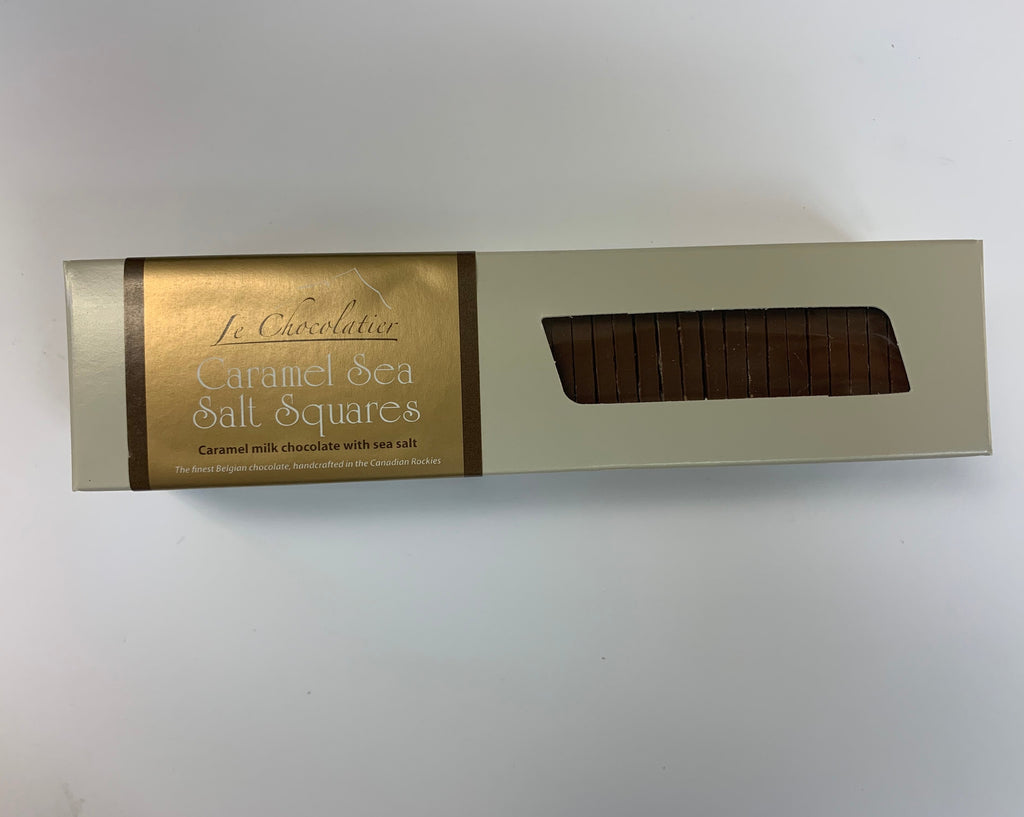 Le Chocolatier
Caramel Sea
Salt Squares
Caramel milk chocolate with sea salt
The finest Belgian chocolate, handcrafted in the Canadian Rockies